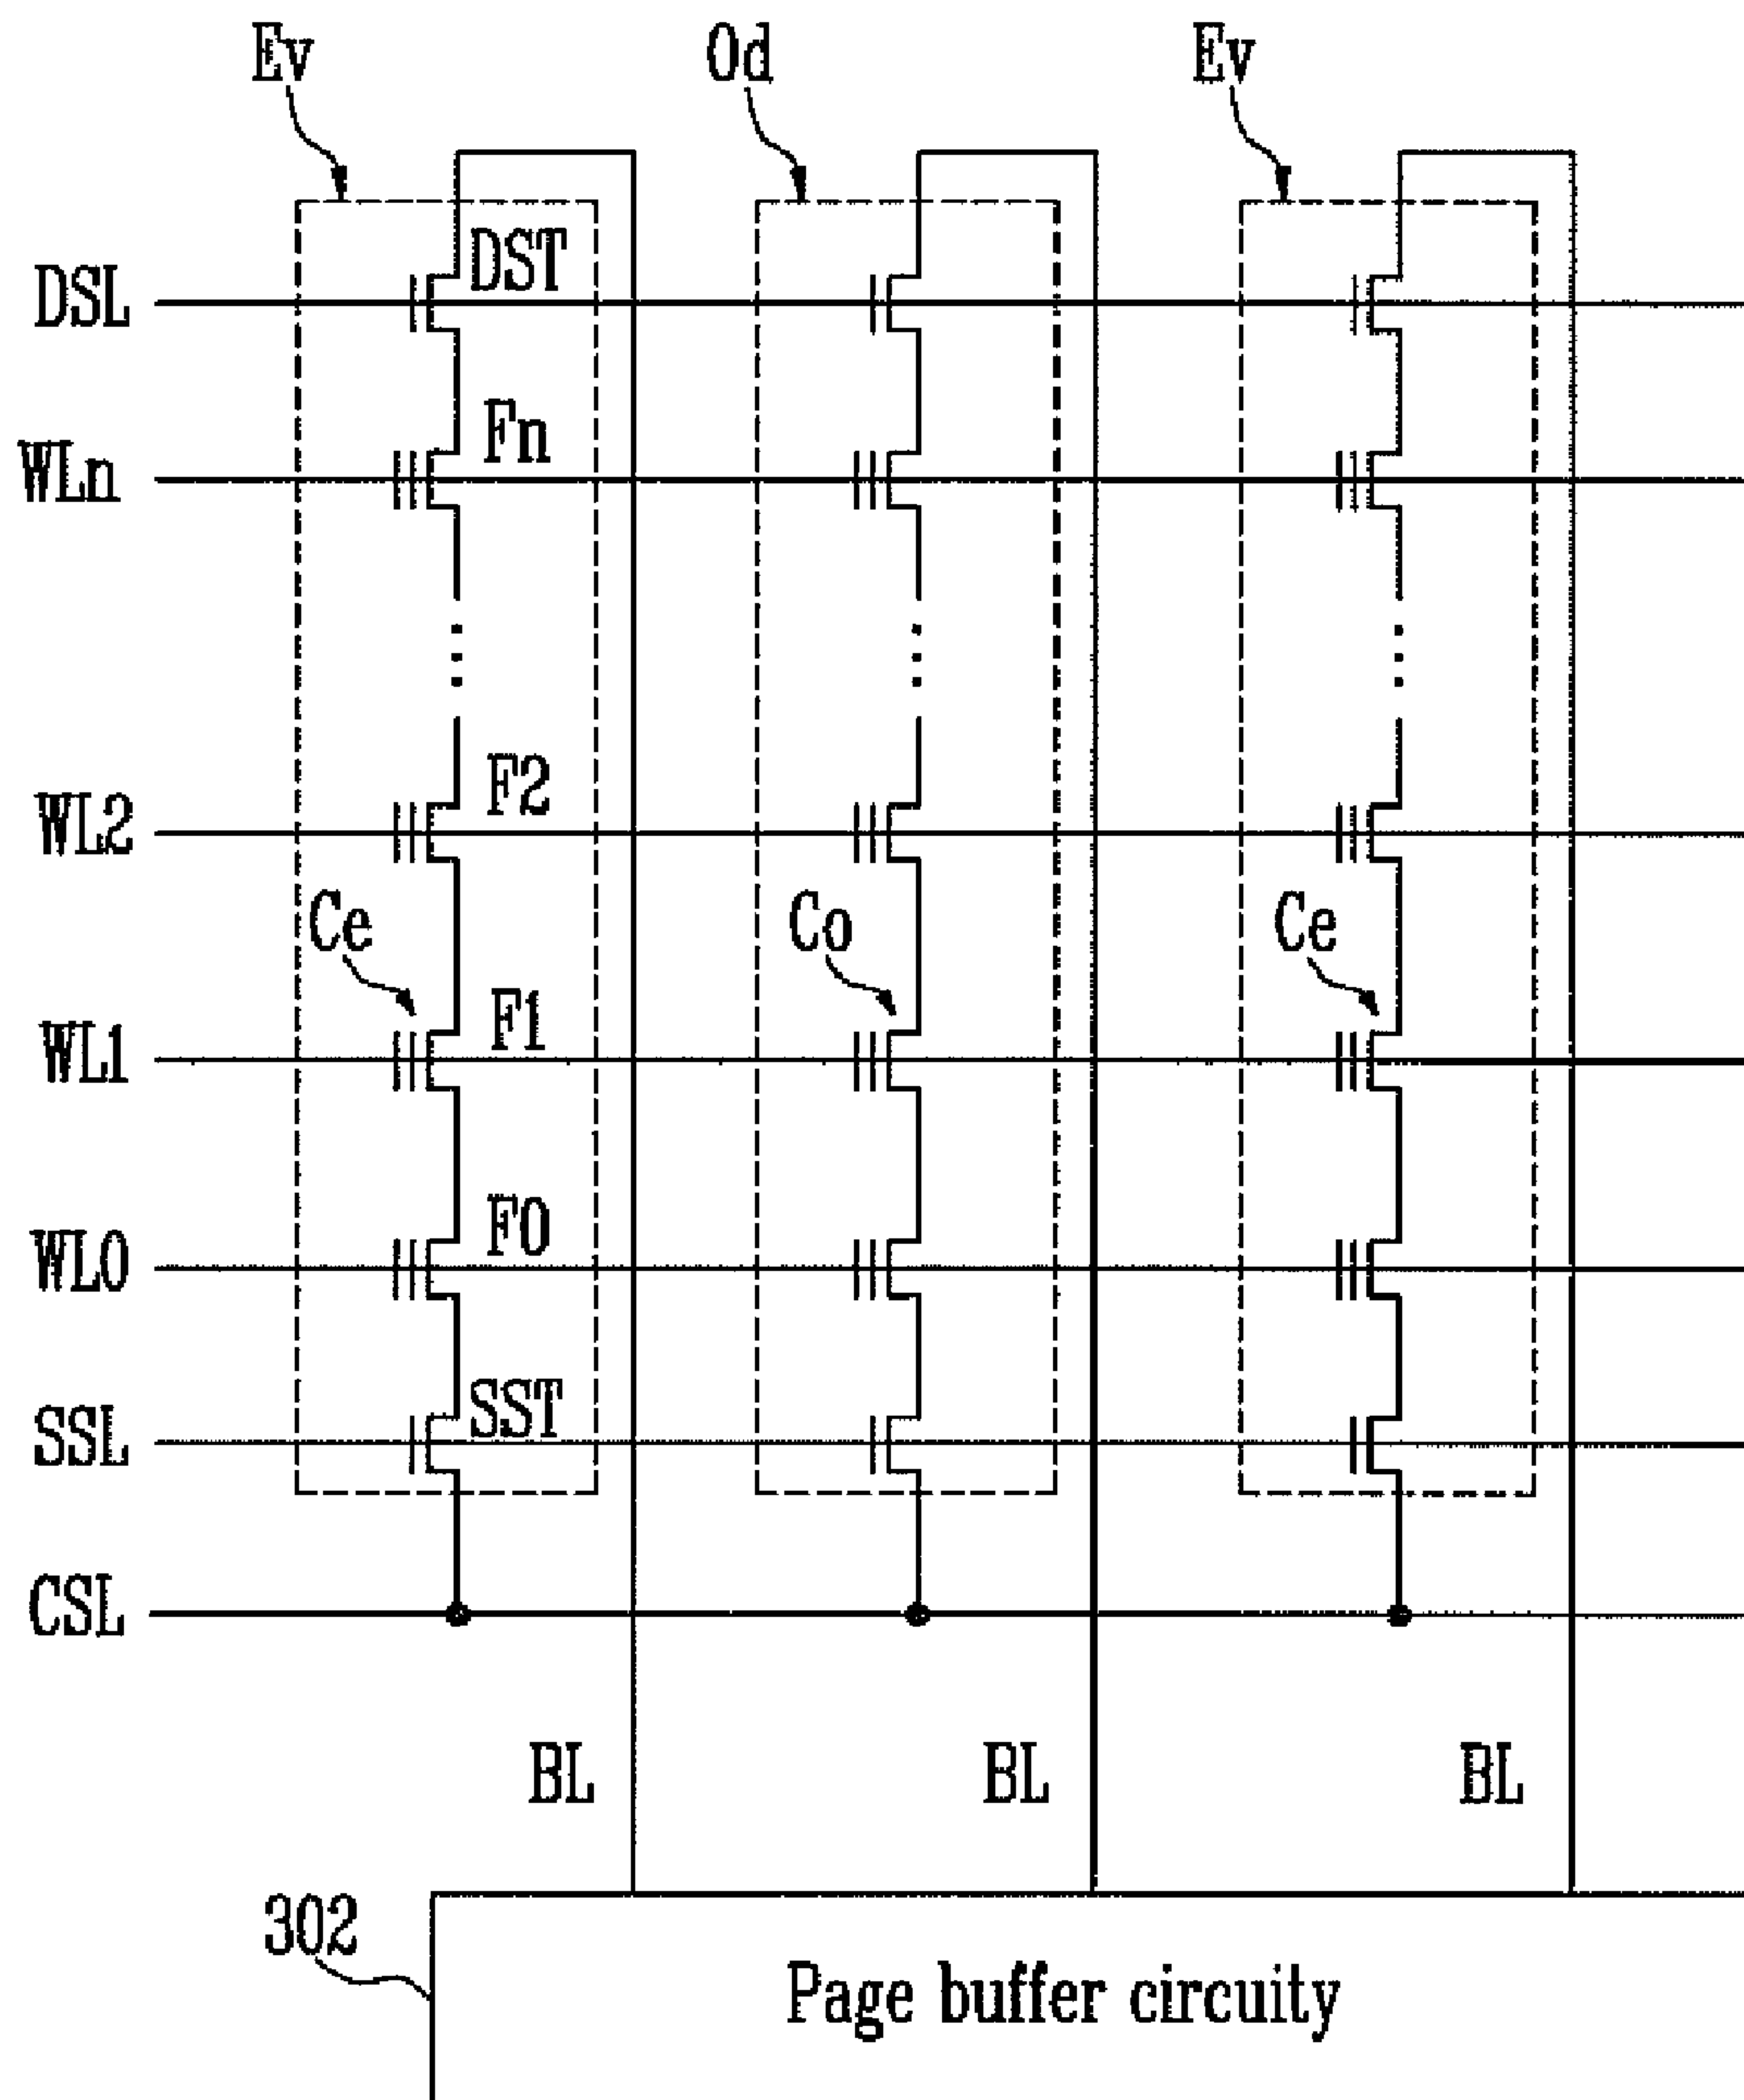 Ev Od Ev
DSL DST
WLn Fn
WL2 F2
Ce Co Ce
WL1 F1
WL0 F0
SSL SST
CSL
BL BL BL
302
Page buffer circuity